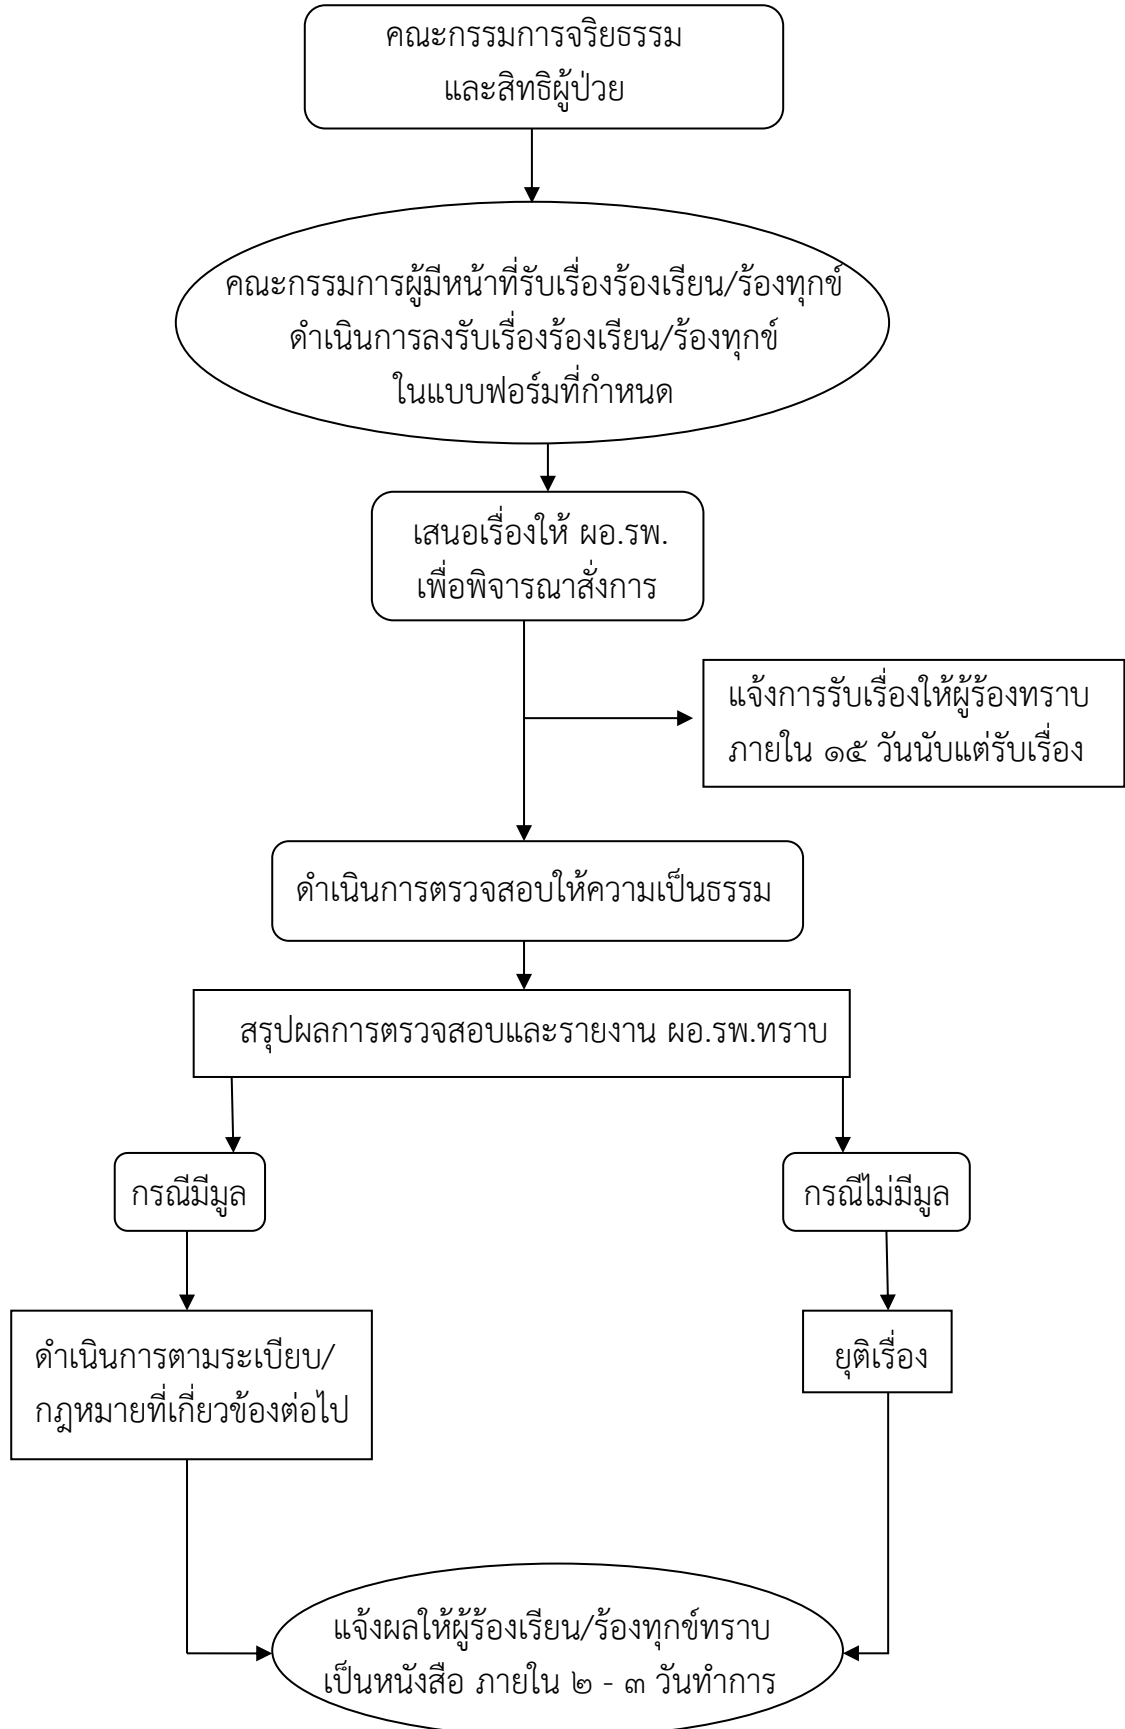 คณะกรรมการจริยธรรม
และสิทธิผู้ป่วย
คณะกรรมการผู้มีหน้าที่รับเรื่องร้องเรียน/ร้องทุกข์
ดำเนินการลงรับเรื่องร้องเรียน/ร้องทุกข์
ในแบบฟอร์มที่กำหนด
เสนอเรื่องให้ ผอ.รพ.
เพื่อพิจารณาสั่งการ
แจ้งการรับเรื่องให้ผู้ร้องทราบ
ภายใน ๑๕ วันนับแต่รับเรื่อง
ดำเนินการตรวจสอบให้ความเป็นธรรม
สรุปผลการตรวจสอบและรายงาน ผอ.รพ.ทราบ
กรณีมีมูล
กรณีไม่มีมูล
ดำเนินการตามระเบียบ/
กฎหมายที่เกี่ยวข้องต่อไป
ยุติเรื่อง
แจ้งผลให้ผู้ร้องเรียน/ร้องทุกข์ทราบ
เป็นหนังสือ ภายใน ๒ - ๓ วันทำการ